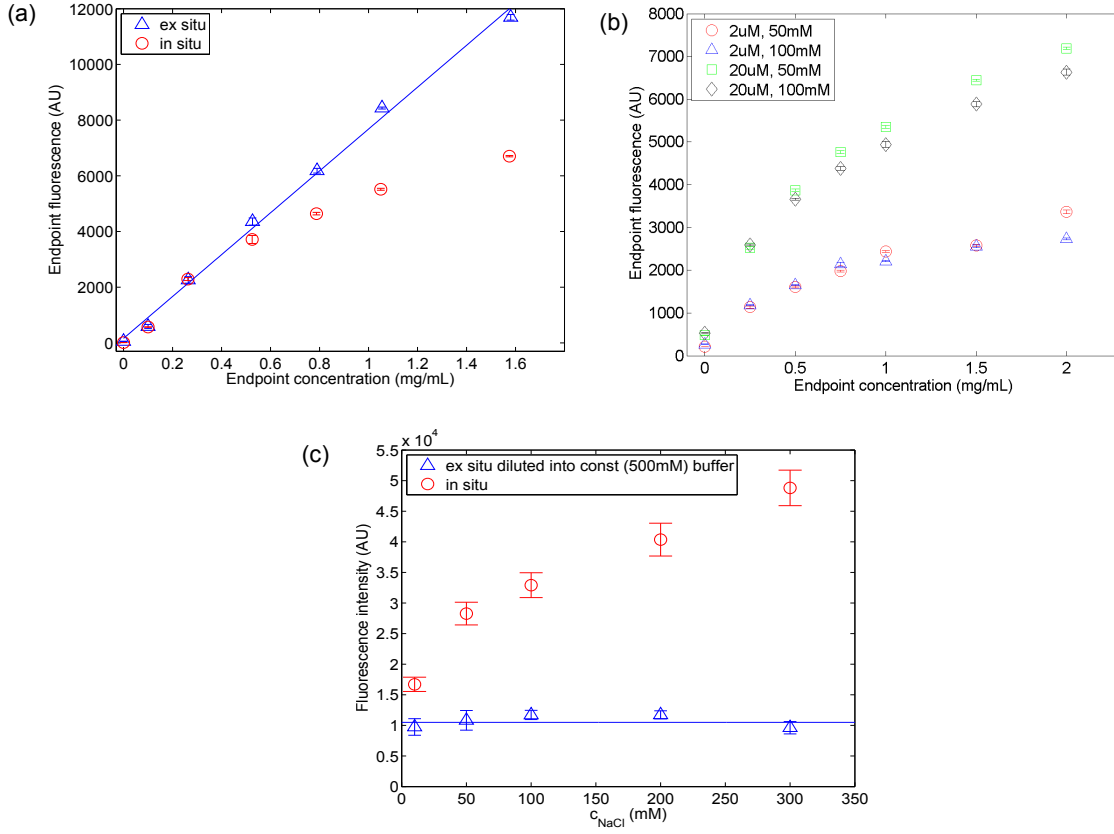 (a)
ex situ
in situ
12000
10000
8000
6000
4000
2000
0
Endpoint fluorescence (AU)
0 0.2 0.4 0.6 0.8 1 1.2 1.4 1.6
Endpoint concentration (mg/mL)
(b)
2uM, 50mM
2uM, 100mM
20uM, 50mM
20uM, 100mM
8000
7000
6000
5000
4000
3000
2000
1000
0
Endpoint fluorescence (AU)
0 0.5 1 1.5 2
Endpoint concentration (mg/mL)
(c)
x 10^4
ex situ diluted into const (500mM) buffer
in situ
5.5
5
4.5
4
3.5
3
2.5
2
1.5
1
0.5
0
Fluorescence intensity (AU)
0 50 100 150 200 250 300 350
c_NaCl (mM)